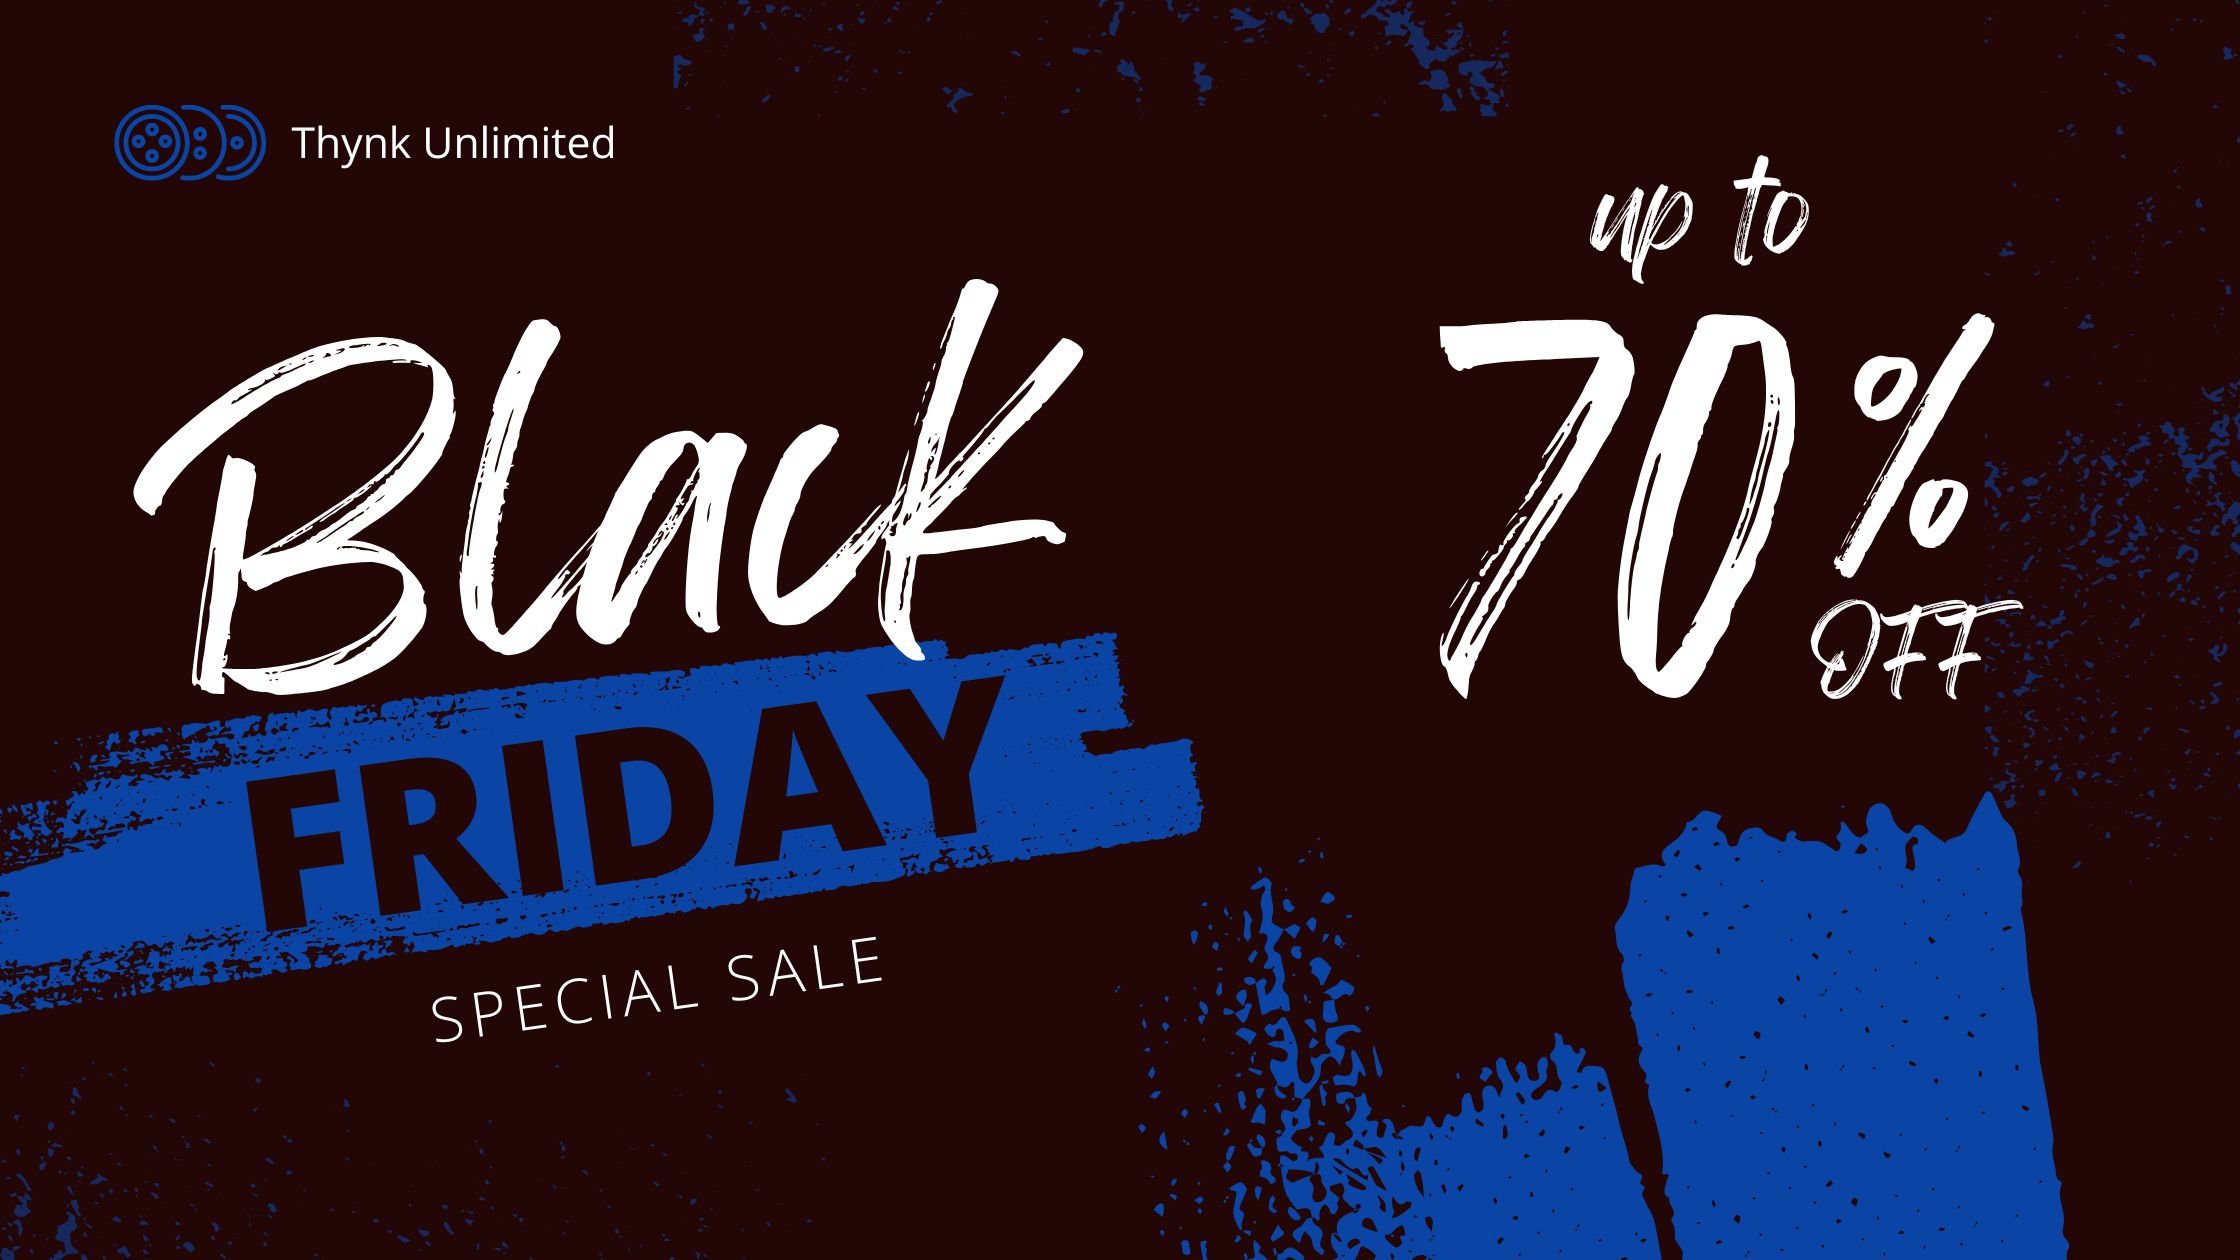 Thynk Unlimited
Black
FRIDAY
SPECIAL SALE
up to
70%
OFF